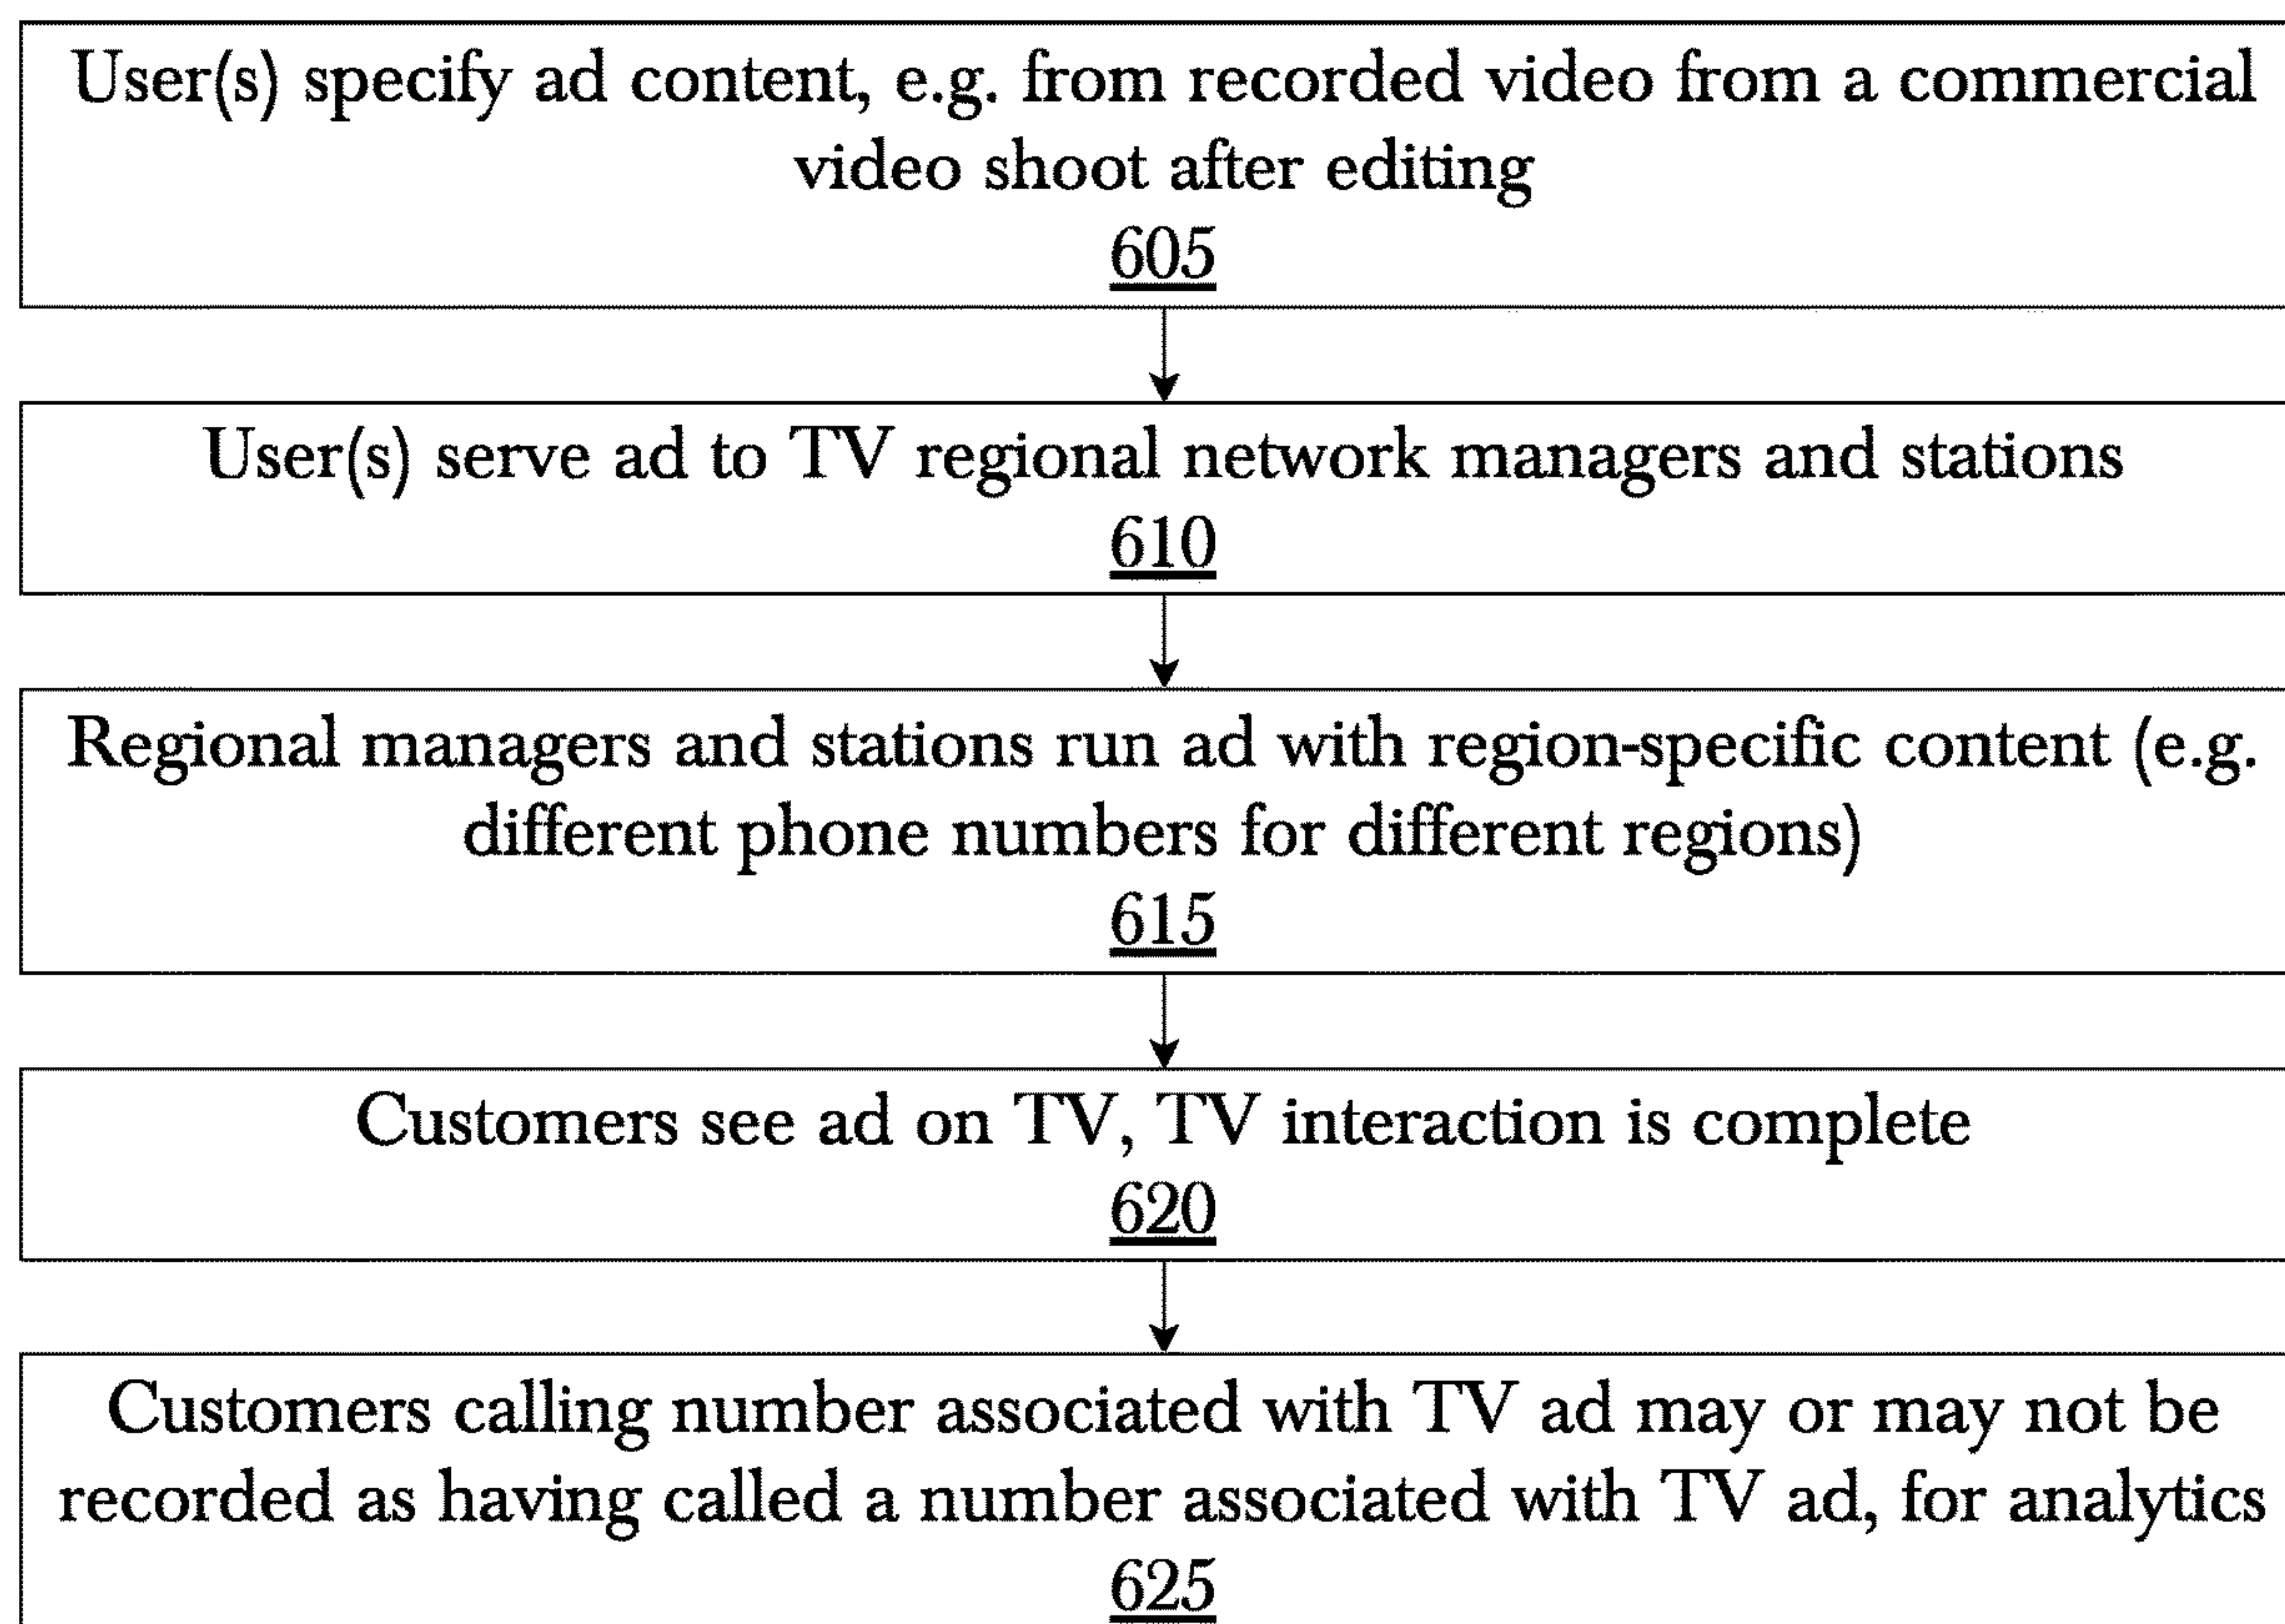 User(s) specify ad content, e.g. from recorded video from a commercial
video shoot after editing
605
User(s) serve ad to TV regional network managers and stations
610
Regional managers and stations run ad with region-specific content (e.g.
different phone numbers for different regions)
615
Customers see ad on TV, TV interaction is complete
620
Customers calling number associated with TV ad may or may not be
recorded as having called a number associated with TV ad, for analytics
625